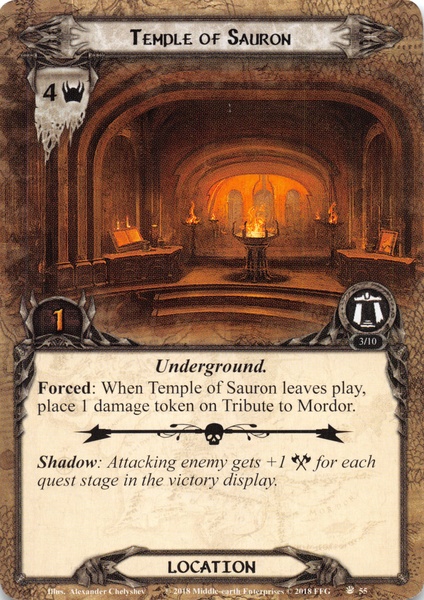 TEMPLE OF SAURON
4
1
3/10
Underground.
Forced: When Temple of Sauron leaves play,
place 1 damage token on Tribute to Mordor.
Shadow: Attacking enemy gets +1 for each
quest stage in the victory display.
LOCATION
Illus. Alexander Chelyshev © 2018 Middle-earth Enterprises © 2018 FFG 55